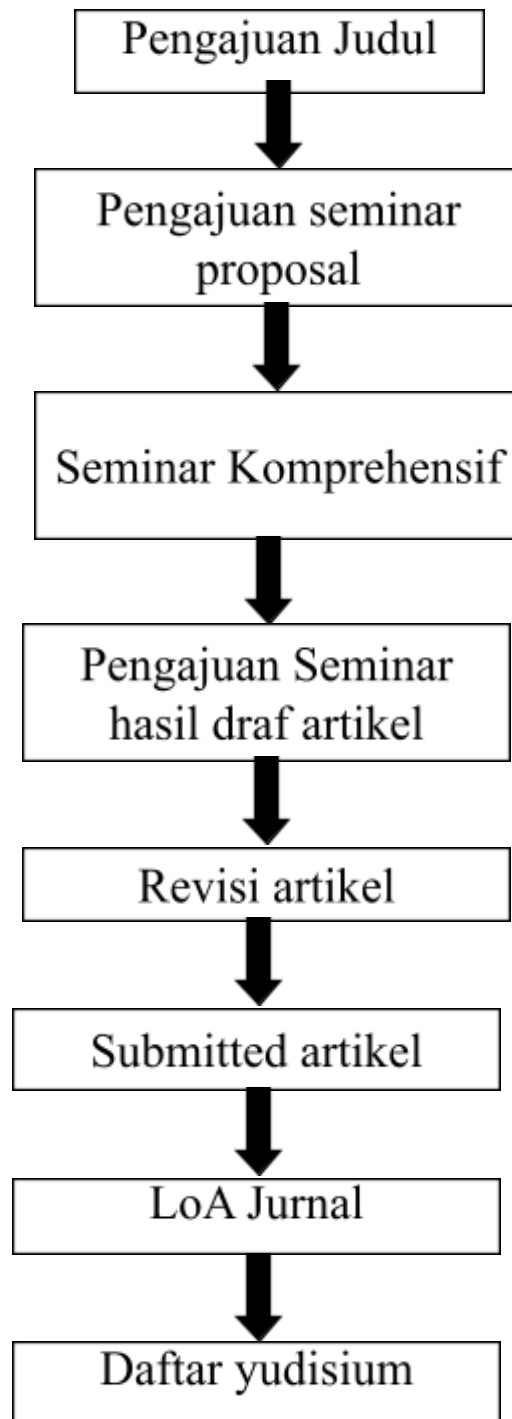 Pengajuan Judul
Pengajuan seminar
proposal
Seminar Komprehensif
Pengajuan Seminar
hasil draf artikel
Revisi artikel
Submitted artikel
LoA Jurnal
Daftar yudisium